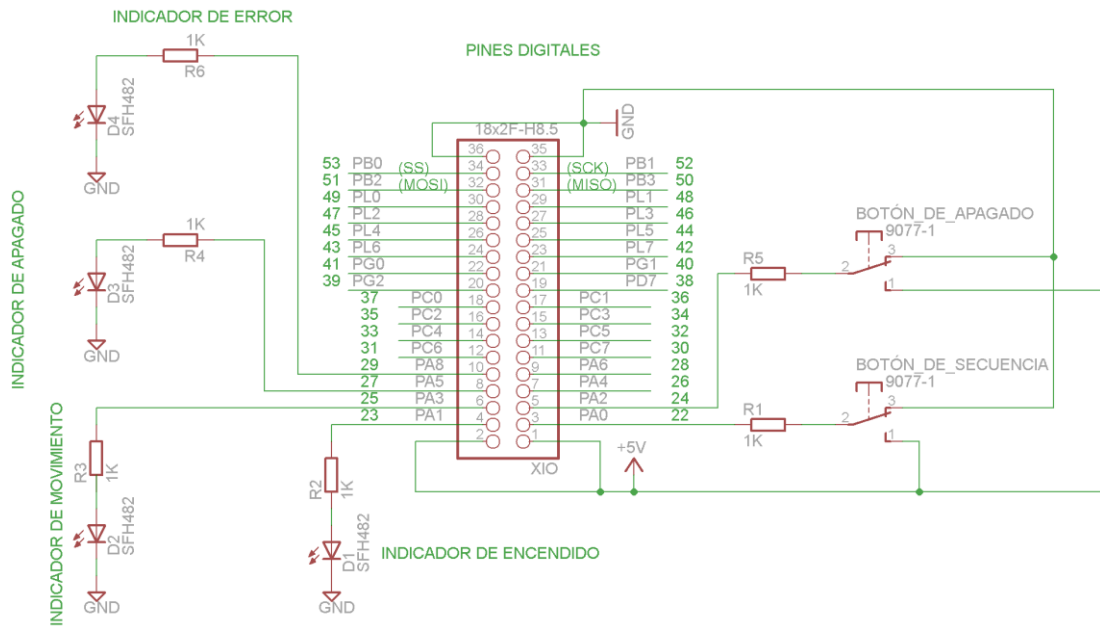 INDICADOR DE ERROR
PINES DIGITALES
1K
R6
D4
SFH482
GND
INDICADOR DE APAGADO
1K
R4
D3
SFH482
GND
INDICADOR DE MOVIMIENTO
R3
1K
D2
SFH482
GND
R2
1K
D1
SFH482
GND
INDICADOR DE ENCENDIDO
18x2F-H8.5
GND
36 35
53 PB0 (SS) 34 33 (SCK) PB1 52
51 PB2 (MOSI) 32 31 (MISO) PB3 50
49 PL0 30 29 PL1 48
47 PL2 28 27 PL3 46
45 PL4 26 25 PL5 44
43 PL6 24 23 PL7 42
41 PG0 22 21 PG1 40
39 PG2 20 19 PD7 38
37 PC0 18 17 PC1 36
35 PC2 16 15 PC3 34
33 PC4 14 13 PC5 32
31 PC6 12 11 PC7 30
29 PA8 10 9 PA6 28
27 PA5 8 7 PA4 26
25 PA3 6 5 PA2 24
23 PA1 4 3 PA0 22
2 1
XIO
+5V
BOTÓN_DE_APAGADO
9077-1
R5
1K
2
3
1
BOTÓN_DE_SECUENCIA
9077-1
R1
1K
2
3
1